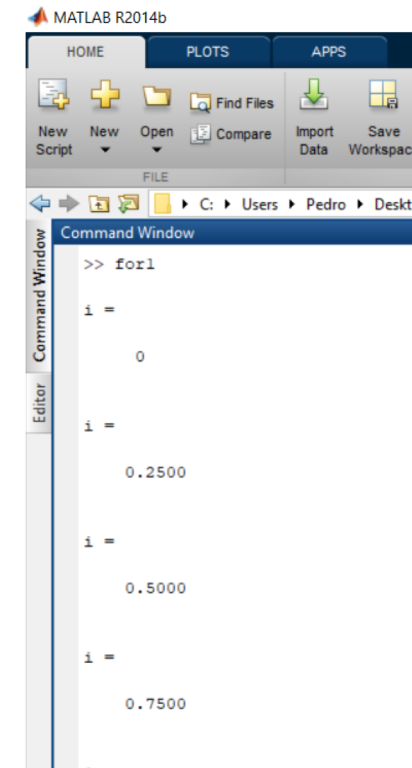 MATLAB R2014b
HOME PLOTS APPS
New Script
New
Open
Find Files
Compare
Import Data
Save Workspac
FILE
C: Users Pedro Deskt
Command Window
Command Window
Editor
>> for1
i =
0
i =
0.2500
i =
0.5000
i =
0.7500